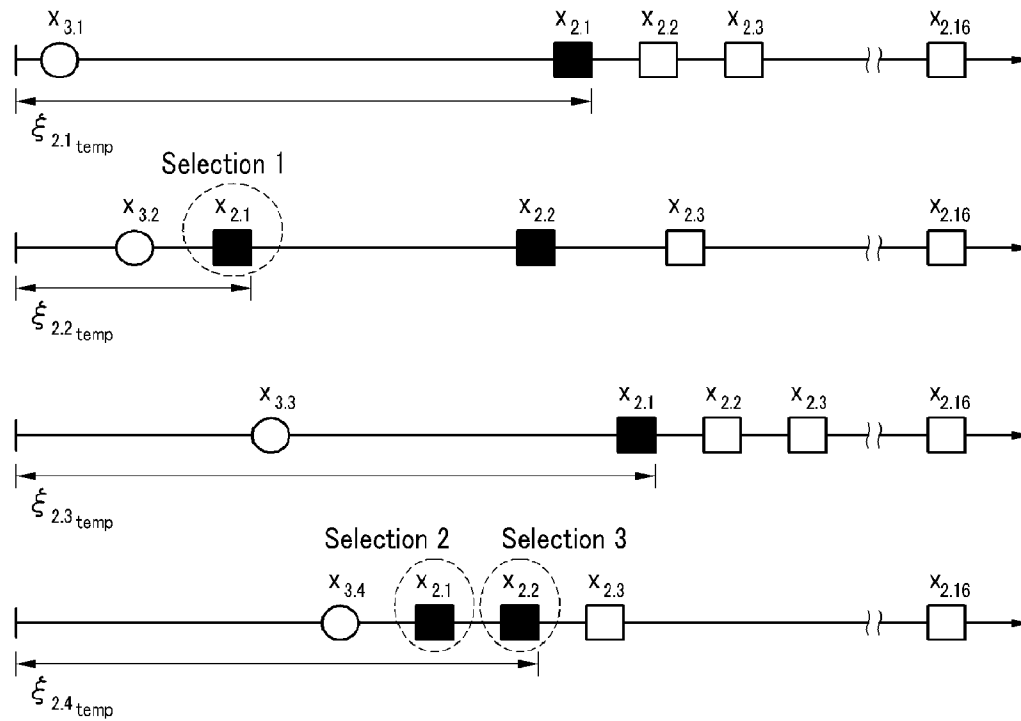 x3.1 x2.1 x2.2 x2.3 x2.16
ξ2.1temp
Selection 1
x3.2 x2.1 x2.2 x2.3 x2.16
ξ2.2temp
x3.3 x2.1 x2.2 x2.3 x2.16
ξ2.3temp
Selection 2 Selection 3
x3.4 x2.1 x2.2 x2.3 x2.16
ξ2.4temp